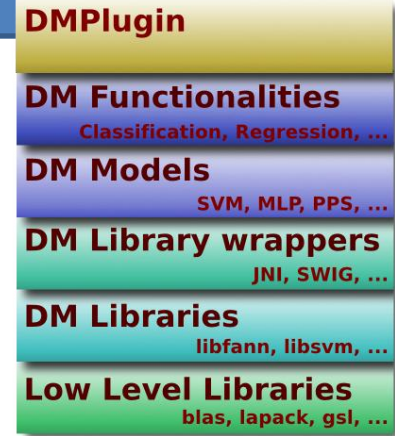 DMPlugin
DM Functionalities
Classification, Regression, ...
DM Models
SVM, MLP, PPS, ...
DM Library wrappers
JNI, SWIG, ...
DM Libraries
libfann, libsvm, ...
Low Level Libraries
blas, lapack, gsl, ...